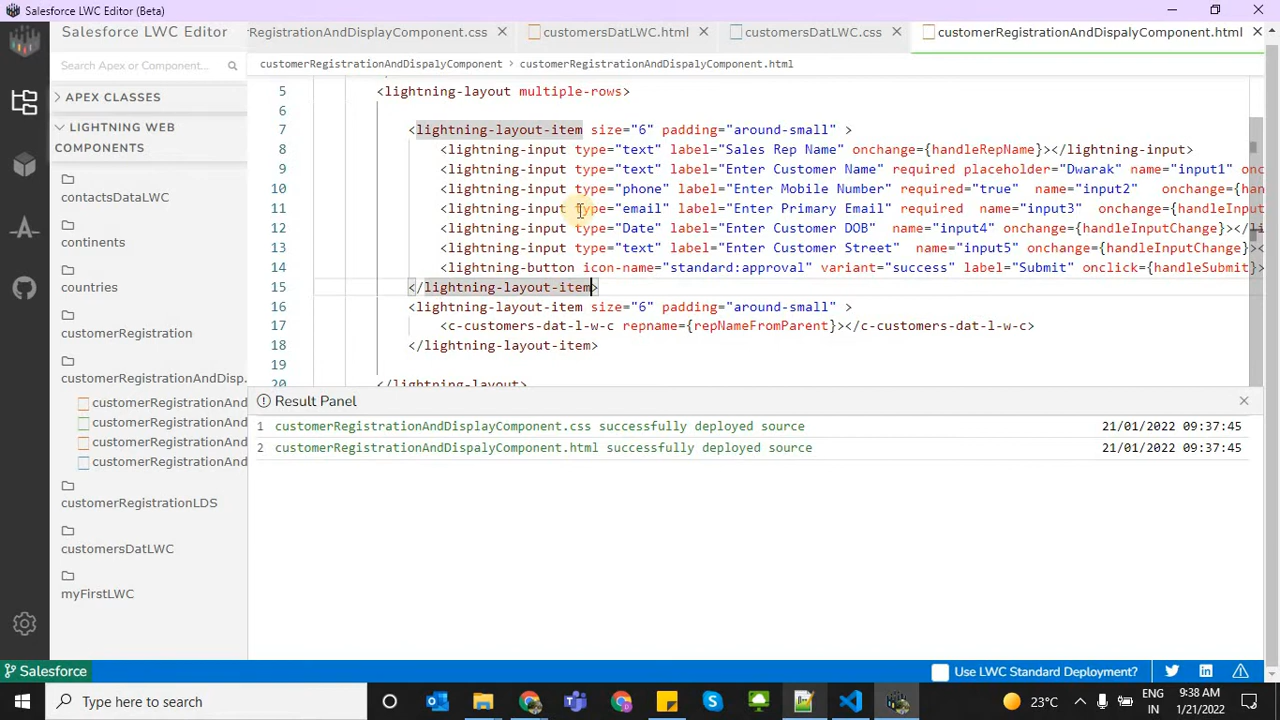 Salesforce LWC Editor (Beta)
Salesforce LWC Editor
RegistrationAndDisplayComponent.css
customersDatLWC.html
customersDatLWC.css
customerRegistrationAndDispalyComponent.html
Search Apex or Component...
customerRegistrationAndDispalyComponent > customerRegistrationAndDispalyComponent.html
APEX CLASSES
LIGHTNING WEB
COMPONENTS
contactsDataLWC
continents
countries
customerRegistration
customerRegistrationAndDisp.
customerRegistrationAnd
customerRegistrationAnd
customerRegistrationAnd
customerRegistrationAnd
customerRegistrationLDS
customersDatLWC
myFirstLWC
5 <lightning-layout multiple-rows>
6
7 <lightning-layout-item size="6" padding="around-small" >
8 <lightning-input type="text" label="Sales Rep Name" onchange={handleRepName}></lightning-input>
9 <lightning-input type="text" label="Enter Customer Name" required placeholder="Dwarak" name="input1" onc
10 <lightning-input type="phone" label="Enter Mobile Number" required="true" name="input2" onchange={han
11 <lightning-input type="email" label="Enter Primary Email" required name="input3" onchange={handleInput
12 <lightning-input type="Date" label="Enter Customer DOB" name="input4" onchange={handleInputChange}></li
13 <lightning-input type="text" label="Enter Customer Street" name="input5" onchange={handleInputChange}><
14 <lightning-button icon-name="standard:approval" variant="success" label="Submit" onclick={handleSubmit}>
15 </lightning-layout-item>
16 <lightning-layout-item size="6" padding="around-small" >
17 <c-customers-dat-l-w-c repname={repNameFromParent}></c-customers-dat-l-w-c>
18 </lightning-layout-item>
19
20 </lightning-layout>
Result Panel
1 customerRegistrationAndDisplayComponent.css successfully deployed source 21/01/2022 09:37:45
2 customerRegistrationAndDispalyComponent.html successfully deployed source 21/01/2022 09:37:45
Salesforce
Use LWC Standard Deployment?
Type here to search
23°C
ENG
IN
9:38 AM
1/21/2022